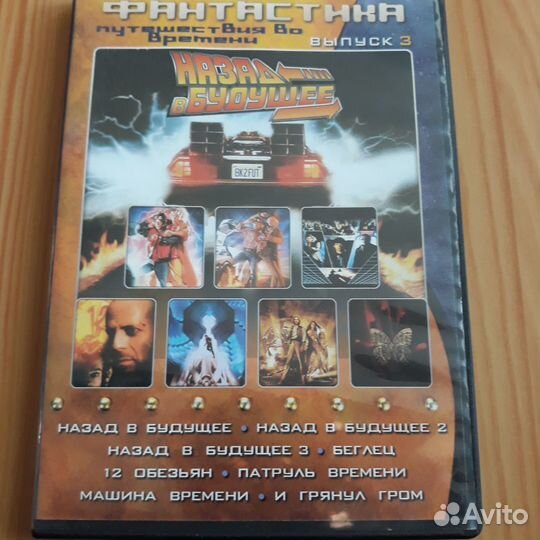 ФАНТАСТИКА
ПУТЕШЕСТВИЯ ВО
ВРЕМЕНИ
ВЫПУСК 3
НАЗАД
В БУДУЩЕЕ
BK2FUT
НАЗАД В БУДУЩЕЕ • НАЗАД В БУДУЩЕЕ 2
НАЗАД В БУДУЩЕЕ 3 • БЕГЛЕЦ
12 ОБЕЗЬЯН • ПАТРУЛЬ ВРЕМЕНИ
МАШИНА ВРЕМЕНИ • И ГРЯНУЛ ГРОМ
Avito